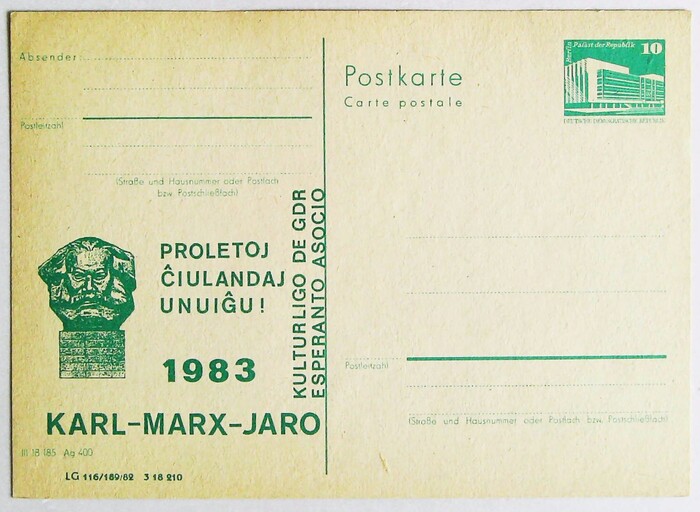 Absender:
Postleitzahl
(Straße und Hausnummer oder Postfach
bzw. Postschließfach)
PROLETOJ
ĈIULANDAJ
UNUIĜU!
1983
KULTURLIGO DE GDR
ESPERANTO ASOCIO
KARL-MARX-JARO
III 18 185 Ag 400
LG 116/189/82 3 18 210
Postkarte
Carte postale
Berlin Palast der Republik 10
DEUTSCHE DEMOKRATISCHE REPUBLIK
Postleitzahl
(Straße und Hausnummer oder Postfach bzw. Postschließfach)